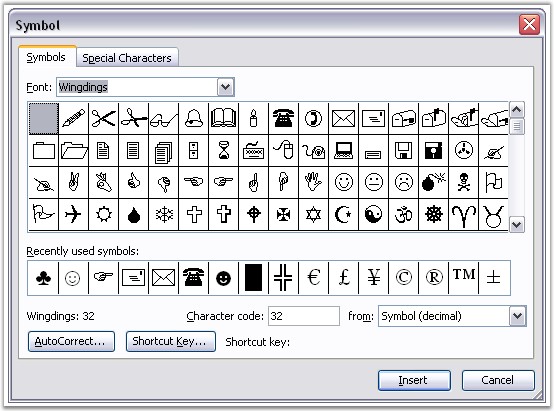 Symbol
Symbols Special Characters
Font: Wingdings
Recently used symbols:
♣ ☺ ☞ 🖃 ✉ ☎ ☻ █ ╬ € £ ¥ © ® ™ ±
Wingdings: 32 Character code: 32 from: Symbol (decimal)
AutoCorrect... Shortcut Key... Shortcut key:
Insert Cancel